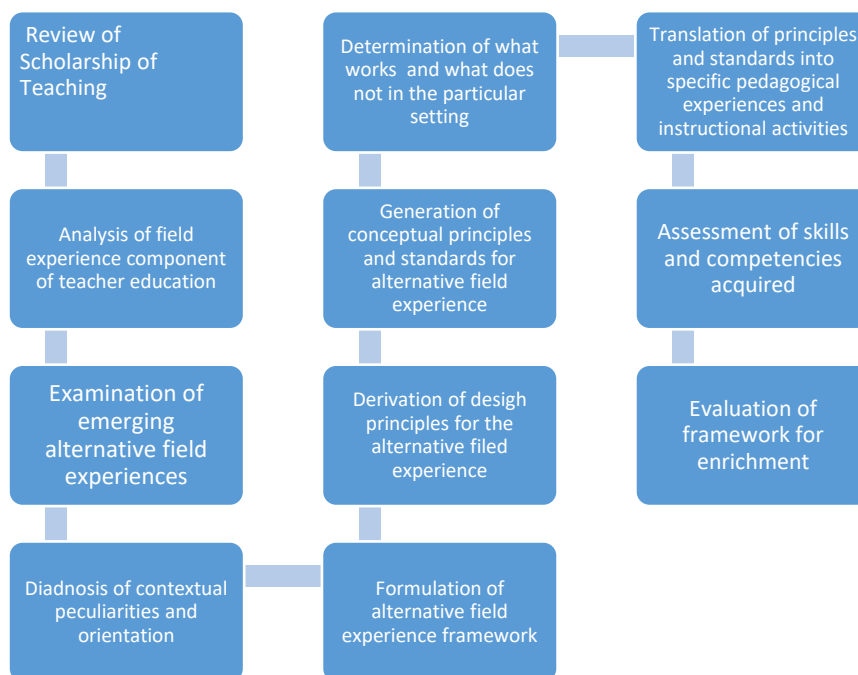 Review of
Scholarship of
Teaching
Analysis of field
experience component
of teacher education
Examination of
emerging
alternative field
experiences
Diadnosis of contextual
peculiarities and
orientation
Formulation of
alternative field
experience framework
Derivation of desigh
principles for the
alternative filed
experience
Generation of
conceptual principles
and standards for
alternative field
experience
Determination of what
works and what does
not in the particular
setting
Translation of principles
and standards into
specific pedagogical
experiences and
instructional activities
Assessment of skills
and competencies
acquired
Evaluation of
framework for
enrichment